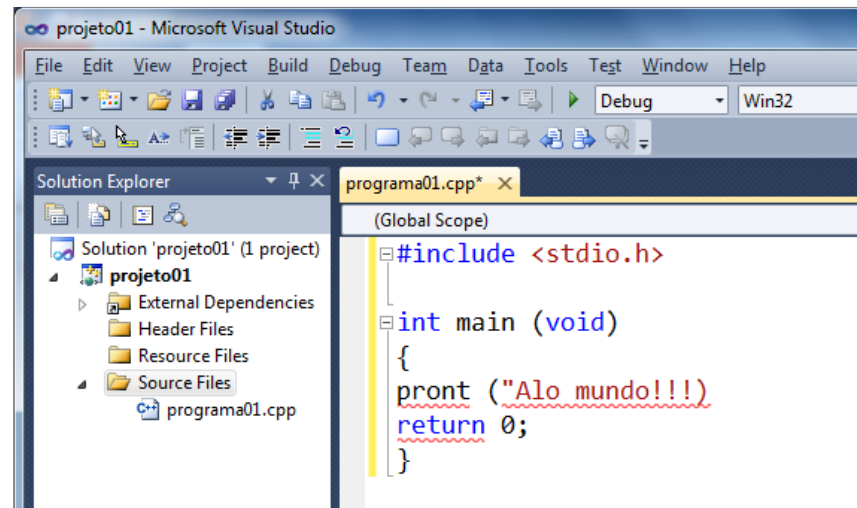 projeto01 - Microsoft Visual Studio
File Edit View Project Build Debug Team Data Tools Test Window Help
Debug Win32
Solution Explorer
programa01.cpp*
(Global Scope)
Solution 'projeto01' (1 project)
projeto01
External Dependencies
Header Files
Resource Files
Source Files
programa01.cpp
#include <stdio.h>
int main (void)
{
pront ("Alo mundo!!!)
return 0;
}